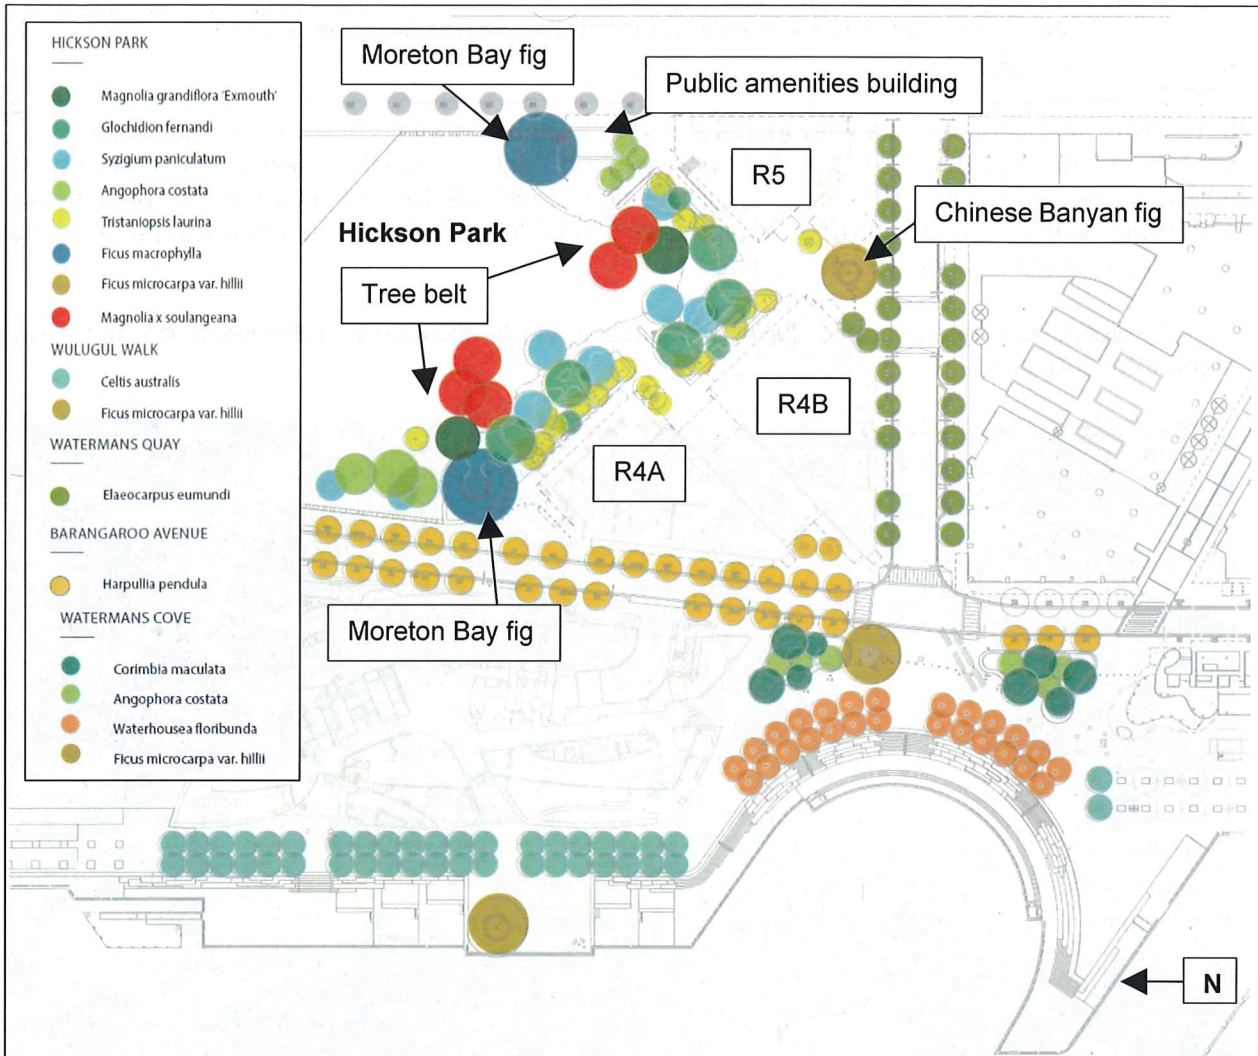 HICKSON PARK
Magnolia grandiflora 'Exmouth'
Glochidion fernandi
Syzigium paniculatum
Angophora costata
Tristaniopsis laurina
Ficus macrophylla
Ficus microcarpa var. hillii
Magnolia x soulangeana
WULUGUL WALK
Celtis australis
Ficus microcarpa var. hillii
WATERMANS QUAY
Elaeocarpus eumundi
BARANGAROO AVENUE
Harpullia pendula
WATERMANS COVE
Corimbia maculata
Angophora costata
Waterhousea floribunda
Ficus microcarpa var. hillii
Moreton Bay fig
Public amenities building
R5
Chinese Banyan fig
Hickson Park
Tree belt
R4B
R4A
Moreton Bay fig
N